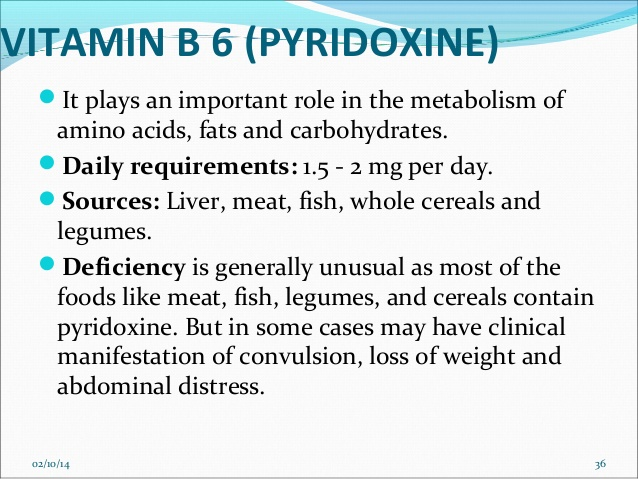 VITAMIN B 6 (PYRIDOXINE)
It plays an important role in the metabolism of
amino acids, fats and carbohydrates.
Daily requirements: 1.5 - 2 mg per day.
Sources: Liver, meat, fish, whole cereals and
legumes.
Deficiency is generally unusual as most of the
foods like meat, fish, legumes, and cereals contain
pyridoxine. But in some cases may have clinical
manifestation of convulsion, loss of weight and
abdominal distress.
02/10/14
36